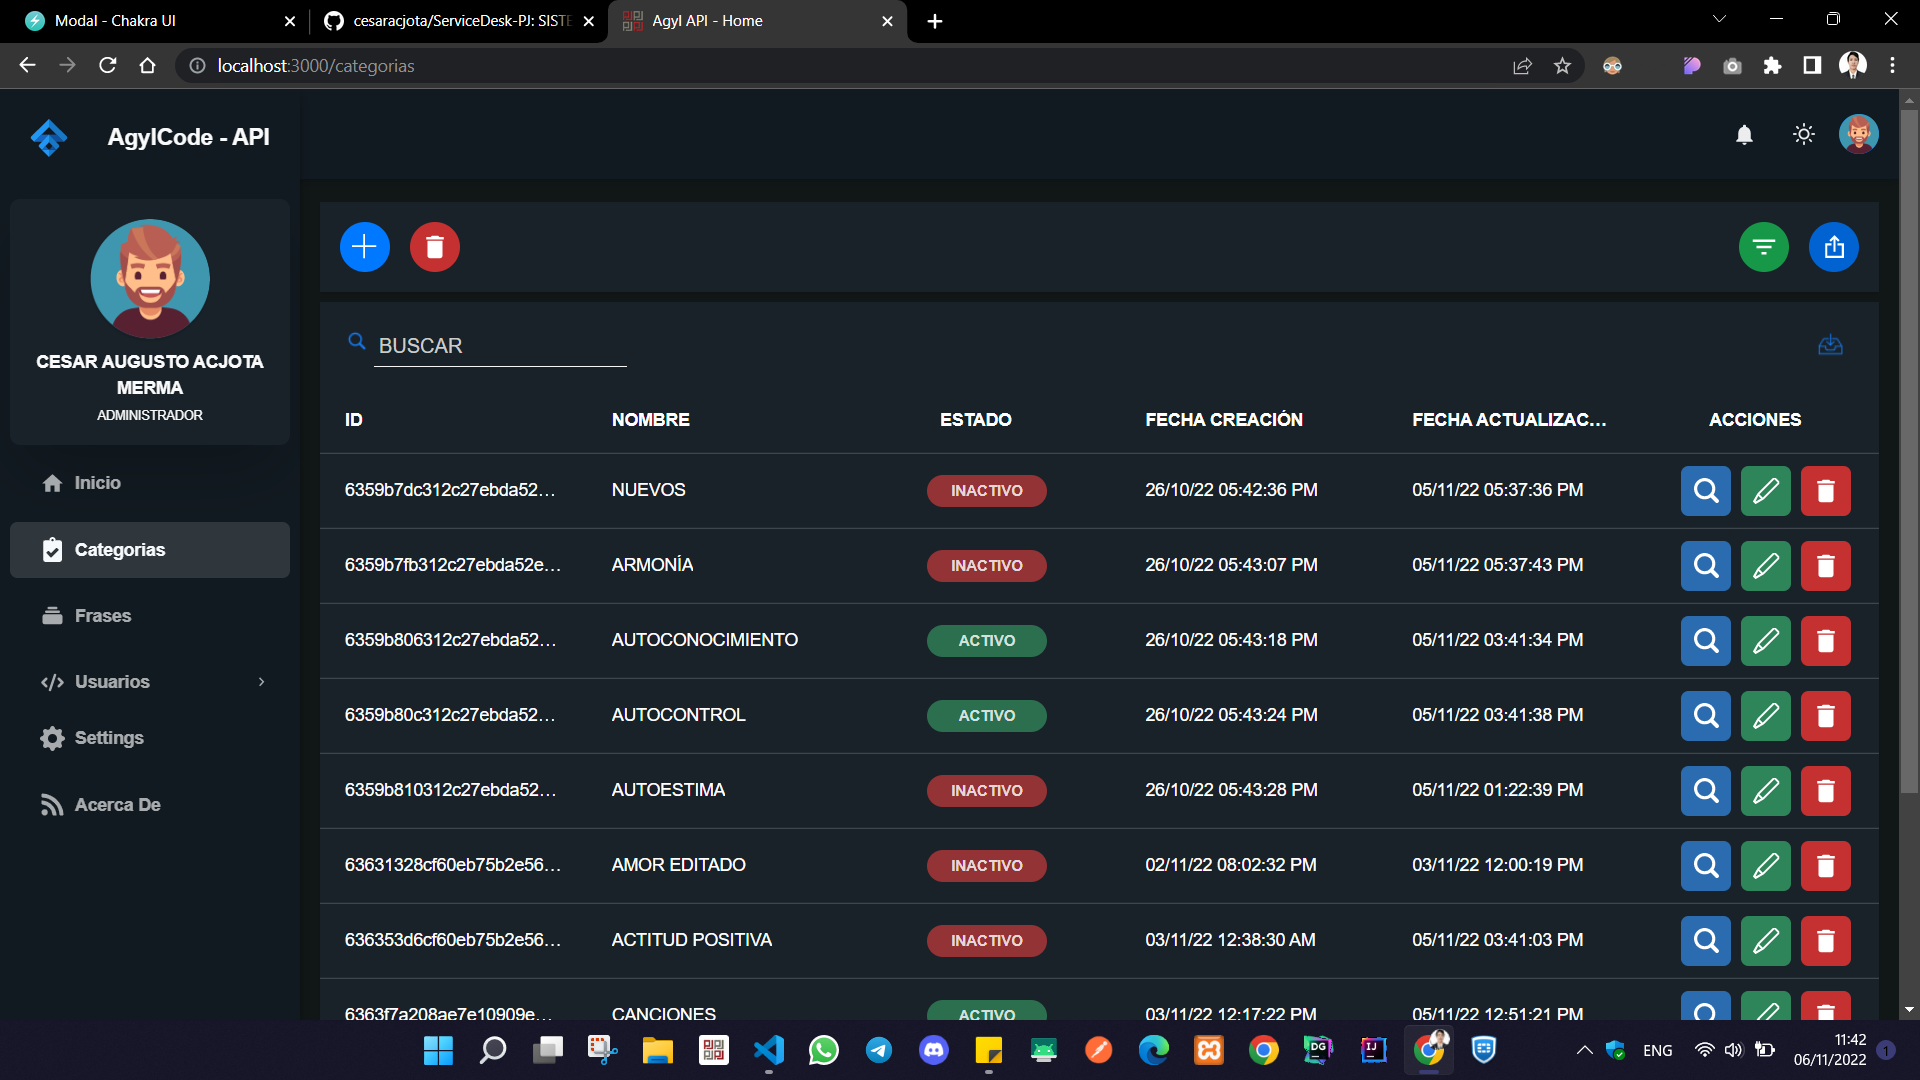 Modal - Chakra UI
cesaracjota/ServiceDesk-PJ: SISTE
Agyl API - Home
localhost:3000/categorias
AgylCode - API
CESAR AUGUSTO ACJOTA
MERMA
ADMINISTRADOR
Inicio
Categorias
Frases
Usuarios
Settings
Acerca De
BUSCAR
ID NOMBRE ESTADO FECHA CREACIÓN FECHA ACTUALIZAC... ACCIONES
6359b7dc312c27ebda52... NUEVOS INACTIVO 26/10/22 05:42:36 PM 05/11/22 05:37:36 PM
6359b7fb312c27ebda52e... ARMONÍA INACTIVO 26/10/22 05:43:07 PM 05/11/22 05:37:43 PM
6359b806312c27ebda52... AUTOCONOCIMIENTO ACTIVO 26/10/22 05:43:18 PM 05/11/22 03:41:34 PM
6359b80c312c27ebda52... AUTOCONTROL ACTIVO 26/10/22 05:43:24 PM 05/11/22 03:41:38 PM
6359b810312c27ebda52... AUTOESTIMA INACTIVO 26/10/22 05:43:28 PM 05/11/22 01:22:39 PM
63631328cf60eb75b2e56... AMOR EDITADO INACTIVO 02/11/22 08:02:32 PM 03/11/22 12:00:19 PM
636353d6cf60eb75b2e56... ACTITUD POSITIVA INACTIVO 03/11/22 12:38:30 AM 05/11/22 03:41:03 PM
6363f7a208ae7e10909e... CANCIONES ACTIVO 03/11/22 12:17:22 PM 05/11/22 12:51:21 PM
DG
IJ
ENG
11:42
06/11/2022
1